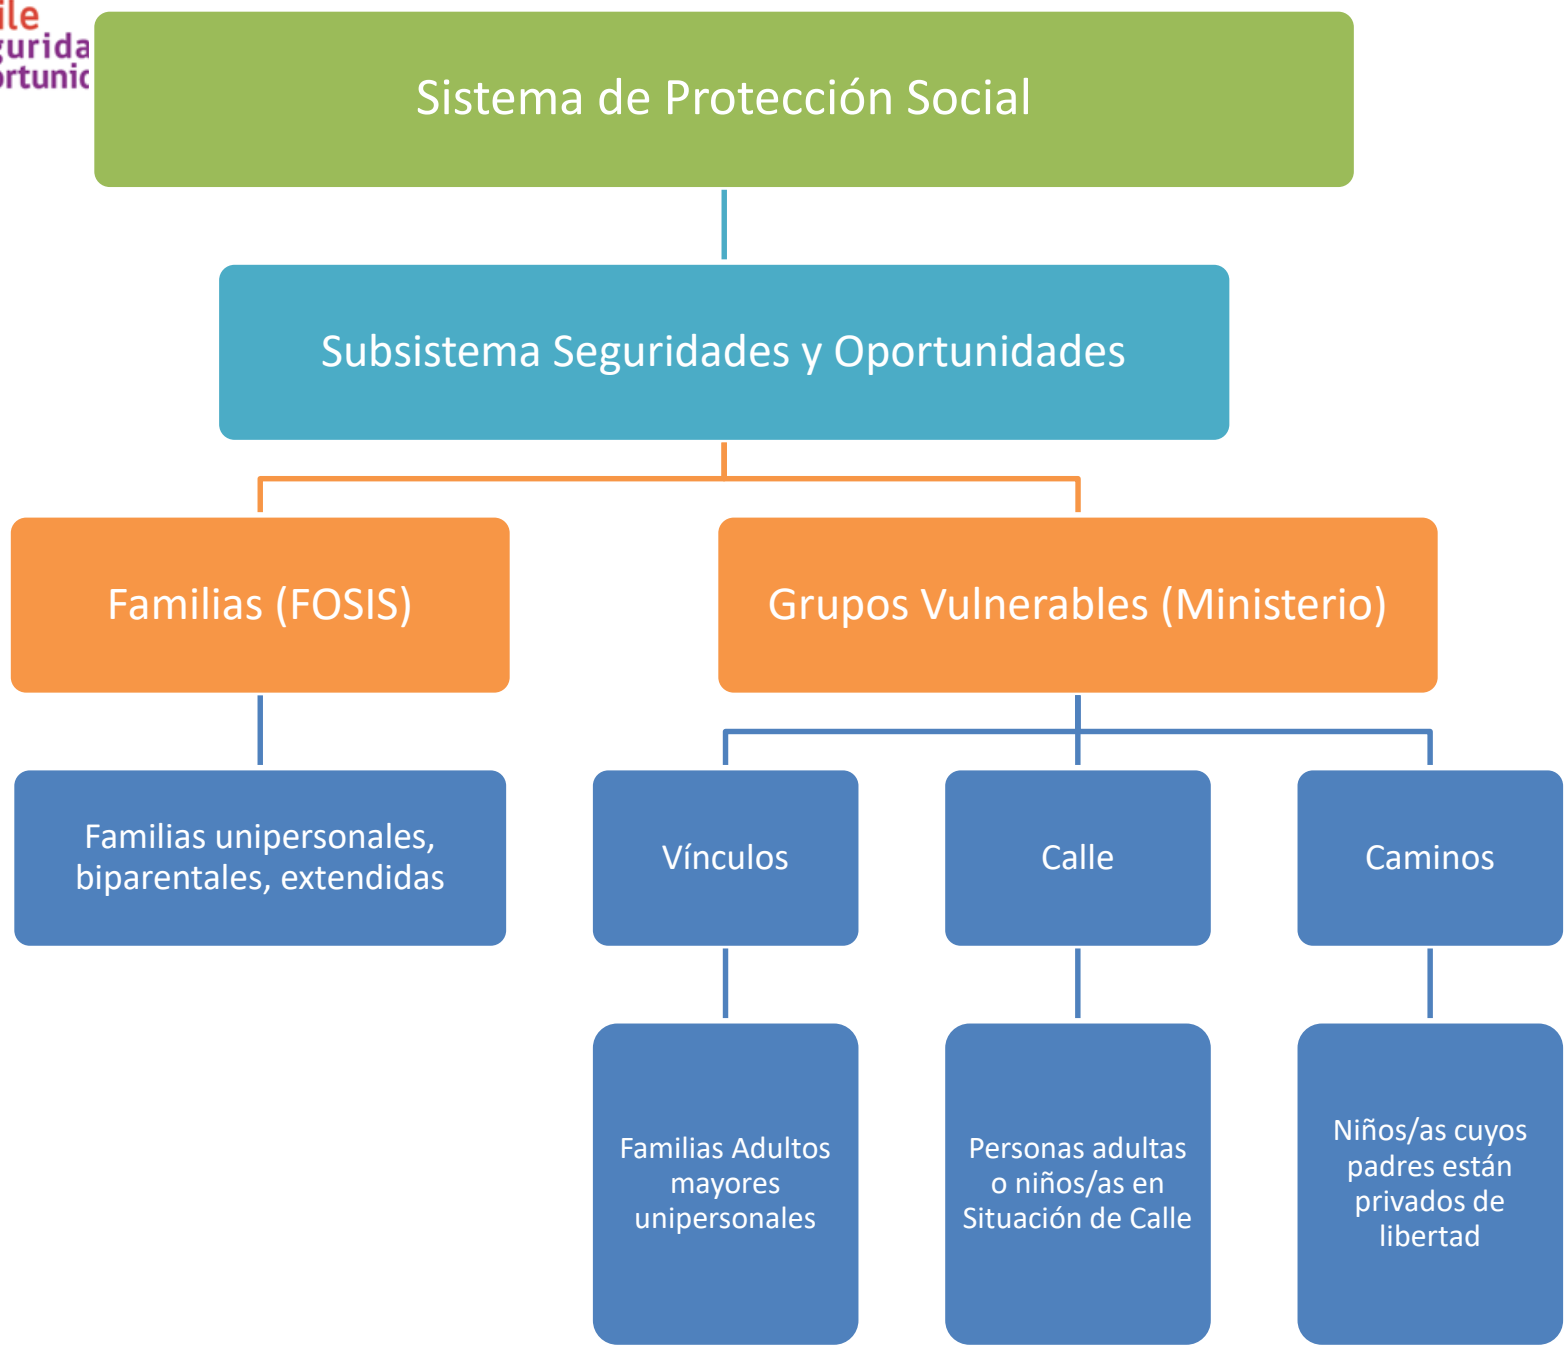 Sistema de Protección Social
Subsistema Seguridades y Oportunidades
Familias (FOSIS)
Grupos Vulnerables (Ministerio)
Familias unipersonales,
biparentales, extendidas
Vínculos
Calle
Caminos
Familias Adultos
mayores
unipersonales
Personas adultas
o niños/as en
Situación de Calle
Niños/as cuyos
padres están
privados de
libertad